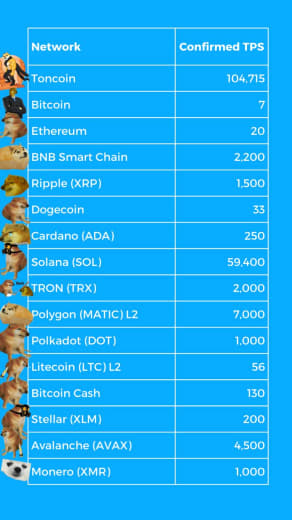 Network Confirmed TPS
Toncoin 104,715
Bitcoin 7
Ethereum 20
BNB Smart Chain 2,200
Ripple (XRP) 1,500
Dogecoin 33
Cardano (ADA) 250
Solana (SOL) 59,400
TRON (TRX) 2,000
Polygon (MATIC) L2 7,000
Polkadot (DOT) 1,000
Litecoin (LTC) L2 56
Bitcoin Cash 130
Stellar (XLM) 200
Avalanche (AVAX) 4,500
Monero (XMR) 1,000